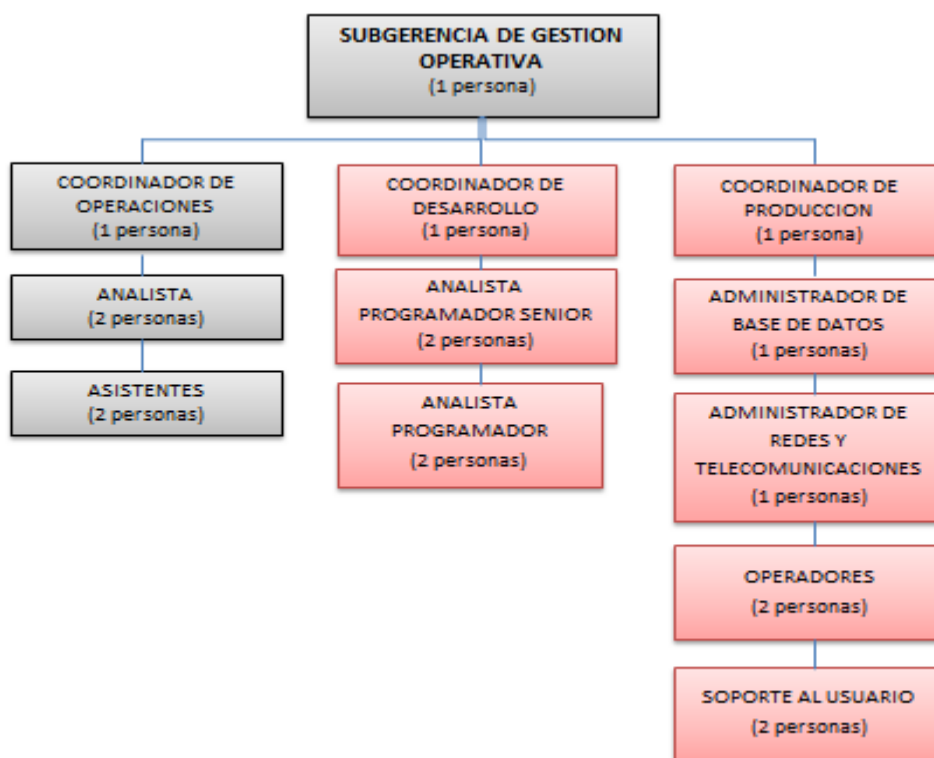 SUBGERENCIA DE GESTION
OPERATIVA
(1 persona)
COORDINADOR DE
OPERACIONES
(1 persona)
ANALISTA
(2 personas)
ASISTENTES
(2 personas)
COORDINADOR DE
DESARROLLO
(1 persona)
ANALISTA
PROGRAMADOR SENIOR
(2 personas)
ANALISTA
PROGRAMADOR
(2 personas)
COORDINADOR DE
PRODUCCION
(1 persona)
ADMINISTRADOR DE
BASE DE DATOS
(1 personas)
ADMINISTRADOR DE
REDES Y
TELECOMUNICACIONES
(1 personas)
OPERADORES
(2 personas)
SOPORTE AL USUARIO
(2 personas)